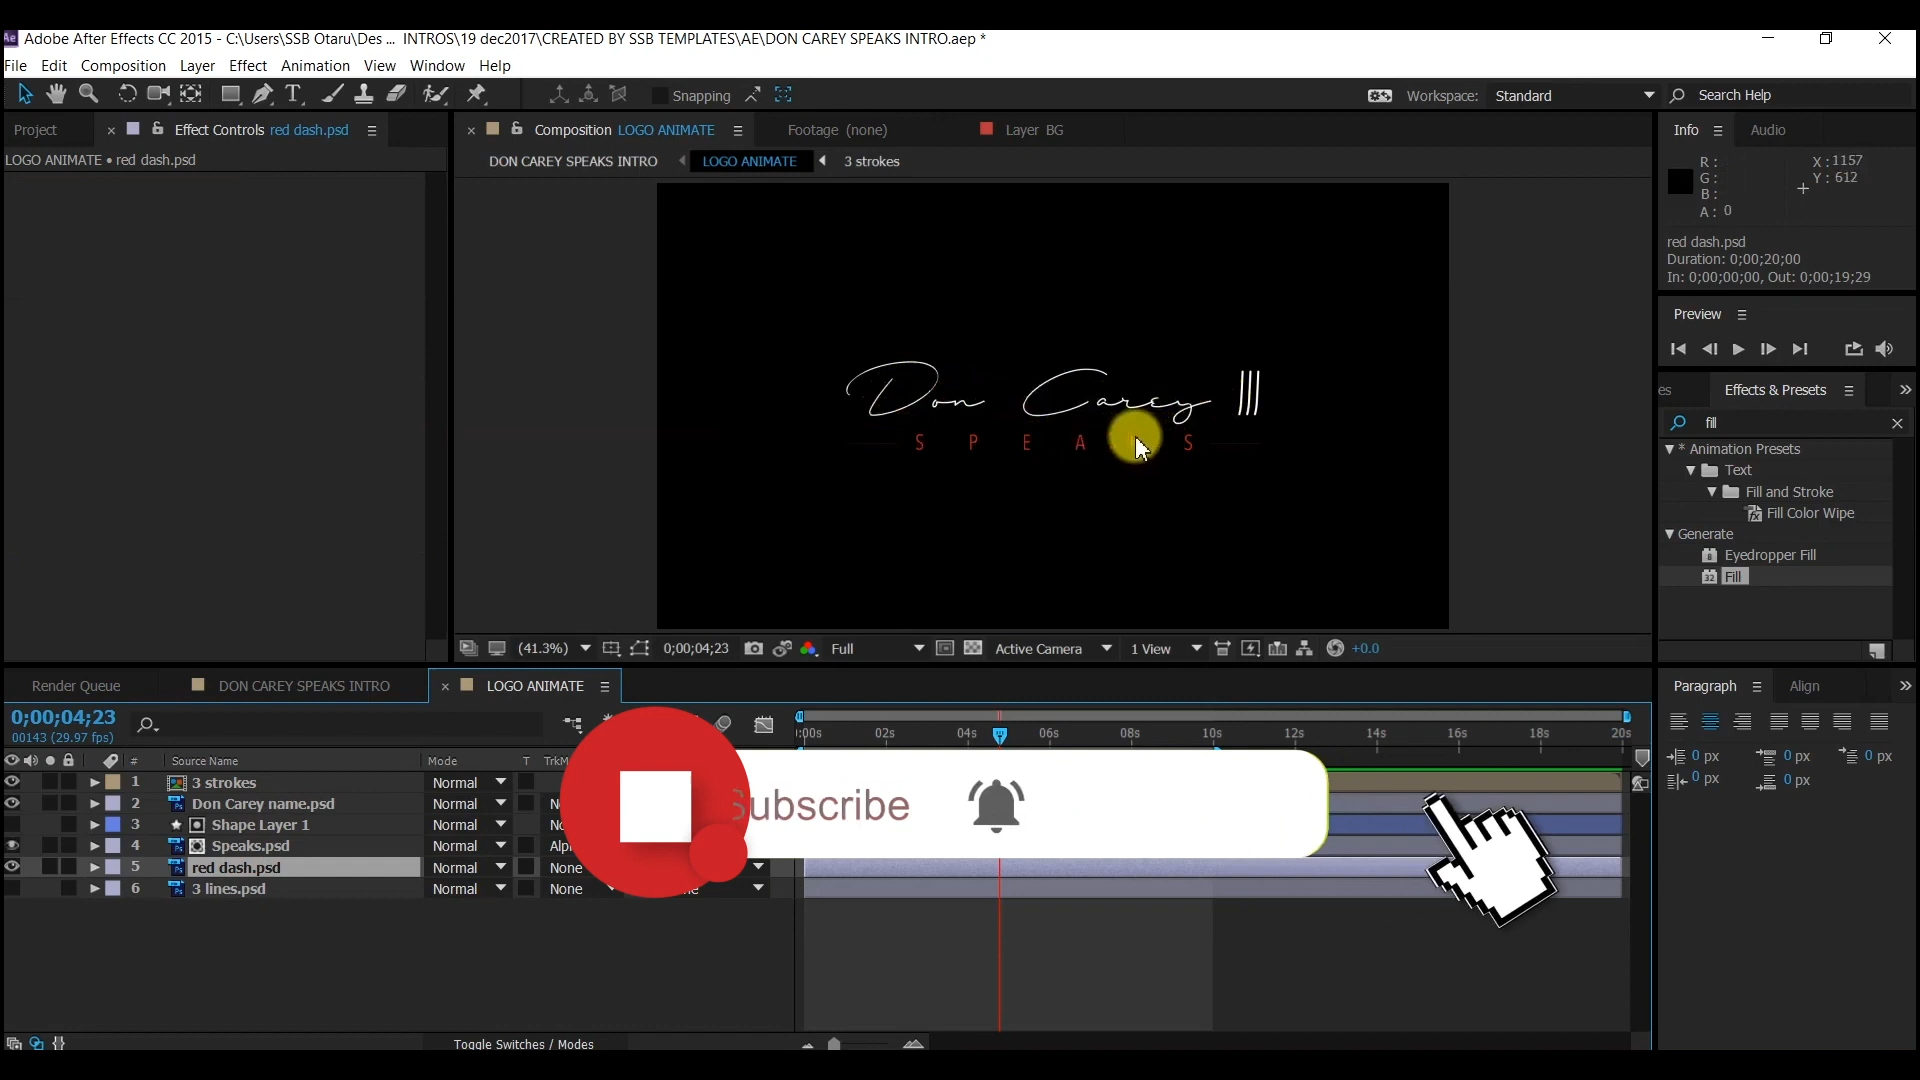 Adobe After Effects CC 2015 - C:\Users\SSB Otaru\Des ... INTROS\19 dec2017\CREATED BY SSB TEMPLATES\AE\DON CAREY SPEAKS INTRO.aep *
File Edit Composition Layer Effect Animation View Window Help
Snapping Workspace: Standard Search Help
Project Effect Controls red dash.psd Composition LOGO ANIMATE Footage (none) Layer BG Info Audio
LOGO ANIMATE • red dash.psd DON CAREY SPEAKS INTRO LOGO ANIMATE 3 strokes
R: X: 1157
G: Y: 612
B:
A: 0
red dash.psd
Duration: 0;00;20;00
In: 0;00;00;00, Out: 0;00;19;29
Preview
Effects & Presets
fill
* Animation Presets
Text
Fill and Stroke
Fill Color Wipe
Generate
Eyedropper Fill
Fill
Don Carey III
S P E A S
(41.3%) 0;00;04;23 Full Active Camera 1 View +0.0
Render Queue DON CAREY SPEAKS INTRO LOGO ANIMATE Paragraph Align
0;00;04;23
00143 (29.97 fps)
:00s 02s 04s 06s 08s 10s 12s 14s 16s 18s 20s
# Source Name Mode T TrkM
1 3 strokes Normal
2 Don Carey name.psd Normal
3 Shape Layer 1 Normal
4 Speaks.psd Normal
5 red dash.psd Normal None
6 3 lines.psd Normal None
Subscribe
0 px 0 px 0 px
0 px 0 px
Toggle Switches / Modes